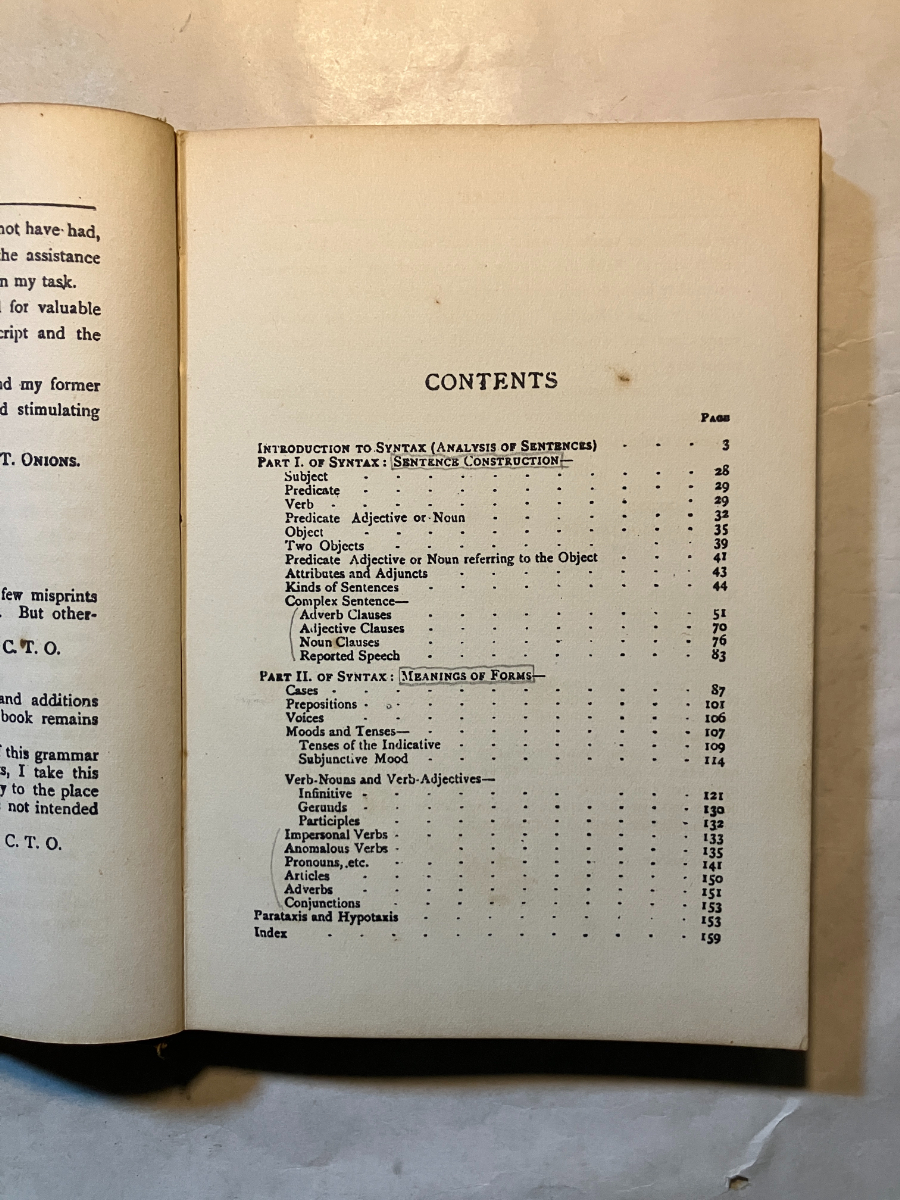 not have had,
the assistance
n my task.
for valuable
cript and the
nd my former
d stimulating
T. ONIONS.
few misprints
But other-
C. T. O.
and additions
book remains
this grammar
s, I take this
y to the place
not intended
C. T. O.
CONTENTS
PAGE
INTRODUCTION TO SYNTAX (ANALYSIS OF SENTENCES) - - - 3
PART I. OF SYNTAX: SENTENCE CONSTRUCTION—
Subject - - - - - - - - - - - 28
Predicate - - - - - - - - - - - 29
Verb - - - - - - - - - - - - 29
Predicate Adjective or Noun - - - - - - - - 32
Object - - - - - - - - - - - 35
Two Objects - - - - - - - - - - 39
Predicate Adjective or Noun referring to the Object - - - 41
Attributes and Adjuncts - - - - - - - - 43
Kinds of Sentences - - - - - - - - - 44
Complex Sentence—
Adverb Clauses - - - - - - - - - 51
Adjective Clauses - - - - - - - - - 70
Noun Clauses - - - - - - - - - 76
Reported Speech - - - - - - - - - 83
PART II. OF SYNTAX: MEANINGS OF FORMS—
Cases - - - - - - - - - - - - 87
Prepositions - - - - - - - - - - - 101
Voices - - - - - - - - - - - 106
Moods and Tenses— - - - - - - - - - 107
Tenses of the Indicative - - - - - - - - 109
Subjunctive Mood - - - - - - - - - 114
Verb-Nouns and Verb-Adjectives—
Infinitive - - - - - - - - - - - 121
Gerunds - - - - - - - - - - - 130
Participles - - - - - - - - - - 132
Impersonal Verbs - - - - - - - - - - 133
Anomalous Verbs - - - - - - - - - - 135
Pronouns, etc. - - - - - - - - - - 141
Articles - - - - - - - - - - - 150
Adverbs - - - - - - - - - - - 151
Conjunctions - - - - - - - - - - 153
Parataxis and Hypotaxis - - - - - - - - - 153
Index - - - - - - - - - - - - 159